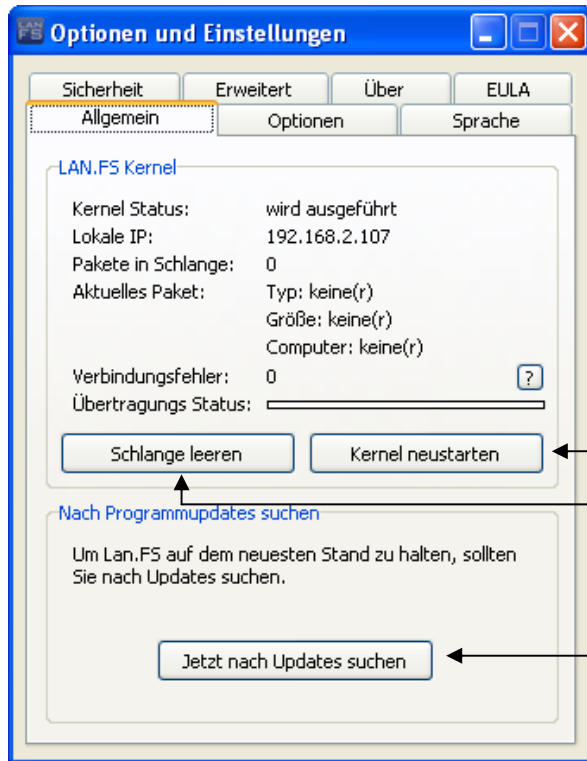 LAN FS Optionen und Einstellungen
Sicherheit Erweitert Über EULA
Allgemein Optionen Sprache
LAN.FS Kernel
Kernel Status: wird ausgeführt
Lokale IP: 192.168.2.107
Pakete in Schlange: 0
Aktuelles Paket: Typ: keine(r)
Größe: keine(r)
Computer: keine(r)
Verbindungsfehler: 0 ?
Übertragungs Status:
Schlange leeren Kernel neustarten
Nach Programmupdates suchen
Um Lan.FS auf dem neuesten Stand zu halten, sollten
Sie nach Updates suchen.
Jetzt nach Updates suchen